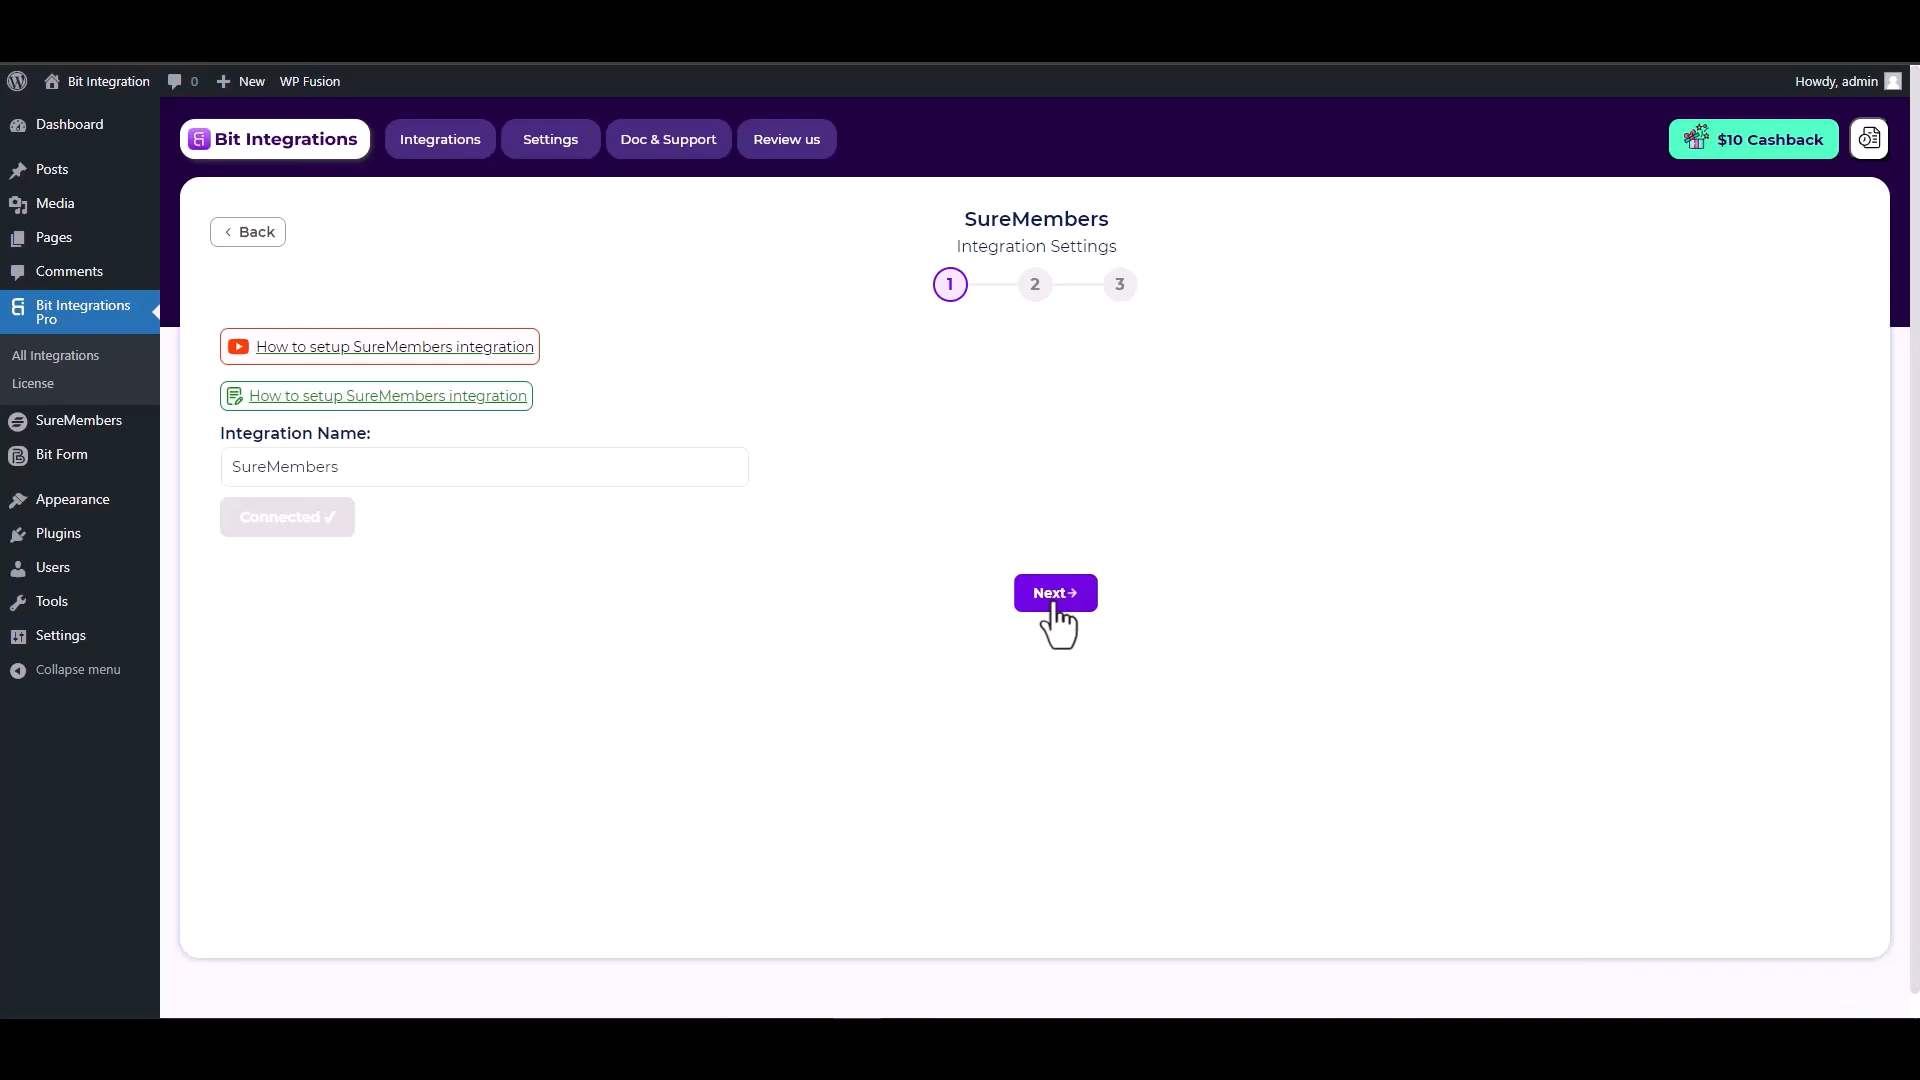 Bit Integration
0
New
WP Fusion
Howdy, admin
Dashboard
Posts
Media
Pages
Comments
Bit Integrations
Pro
All Integrations
License
SureMembers
Bit Form
Appearance
Plugins
Users
Tools
Settings
Collapse menu
Bit Integrations
Integrations
Settings
Doc & Support
Review us
$10 Cashback
Back
SureMembers
Integration Settings
1
2
3
How to setup SureMembers integration
How to setup SureMembers integration
Integration Name:
SureMembers
Connected ✓
Next→